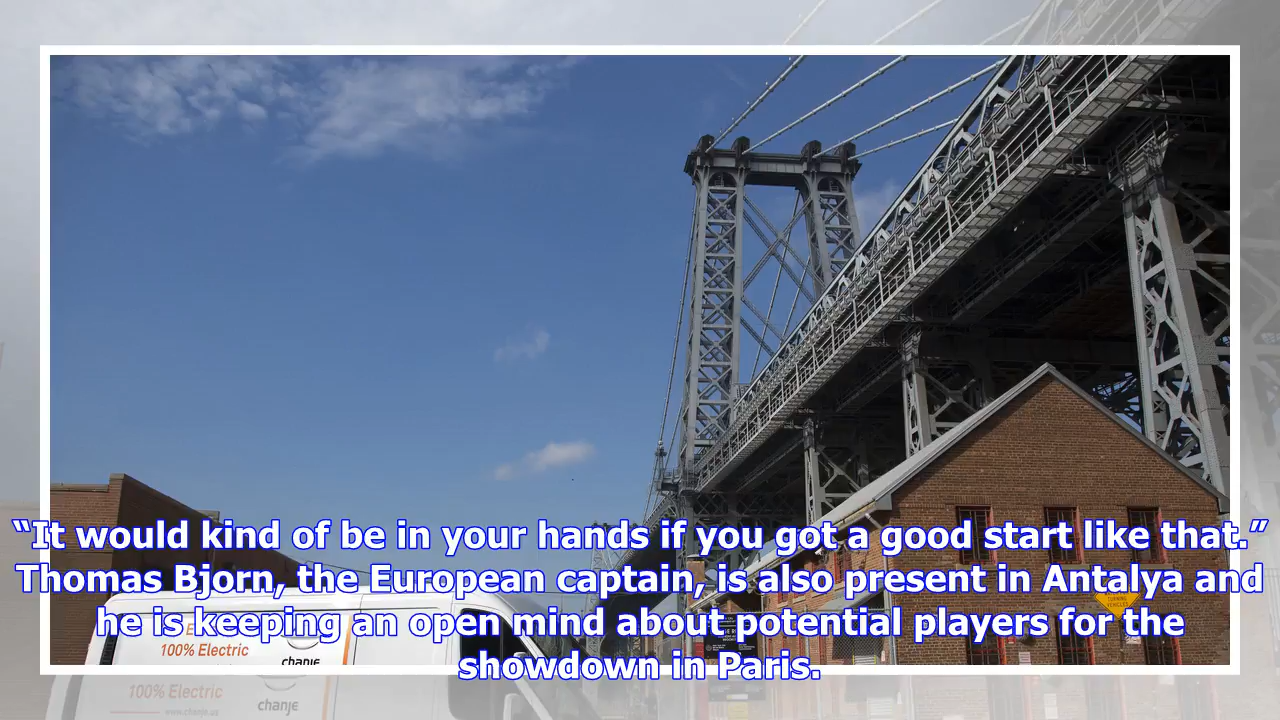 “It would kind of be in your hands if you got a good start like that.”
Thomas Bjorn, the European captain, is also present in Antalya and
he is keeping an open mind about potential players for the
showdown in Paris.
100% Electric
chanje
100% Electric
chanje
TURNING
VEHICLES